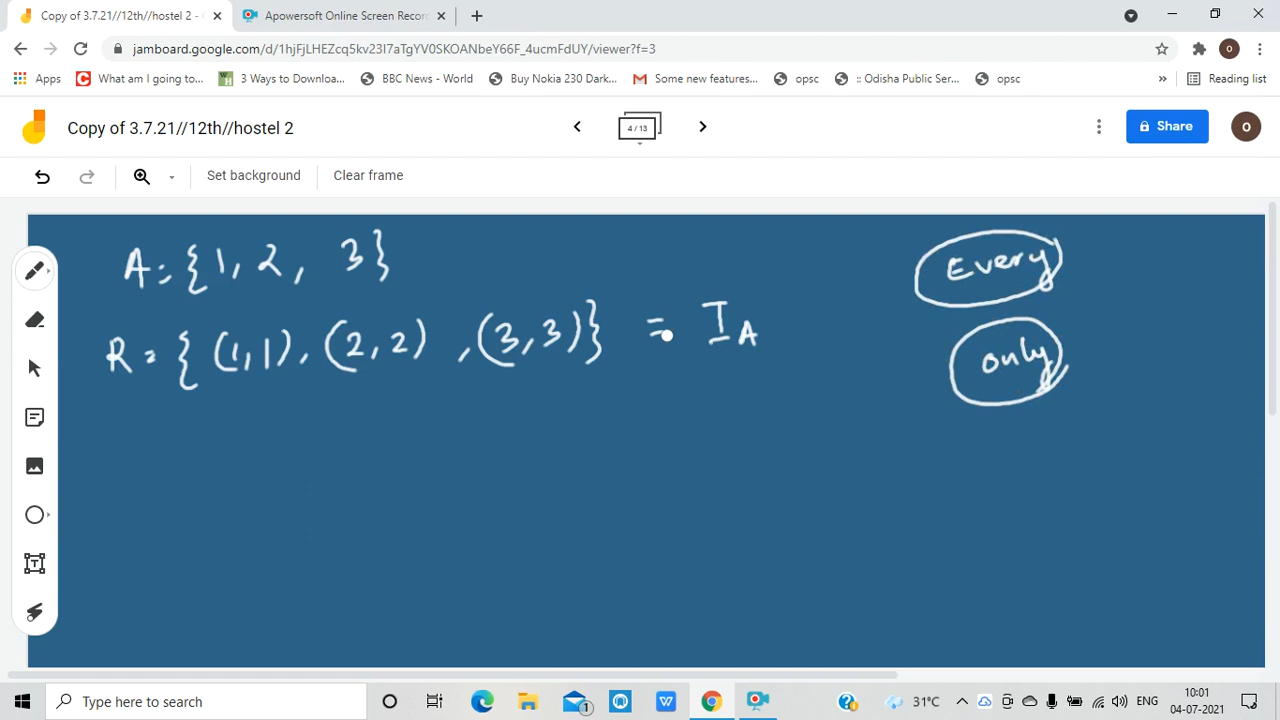 Copy of 3.7.21//12th//hostel 2 - 
Apowersoft Online Screen Record
jamboard.google.com/d/1hjFjLHEZcq5kv23I7aTgYV0SKOANbeY66F_4ucmFdUY/viewer?f=3
Apps What am I going to... 3 Ways to Downloa... BBC News - World Buy Nokia 230 Dark... Some new features... opsc :: Odisha Public Ser... opsc » Reading list
Copy of 3.7.21//12th//hostel 2
4 / 13
Share
O
Set background Clear frame
A = {1, 2, 3}
Every
R = { (1,1), (2,2) , (3,3)} = I_A
only
Type here to search
31°C
ENG
10:01
04-07-2021